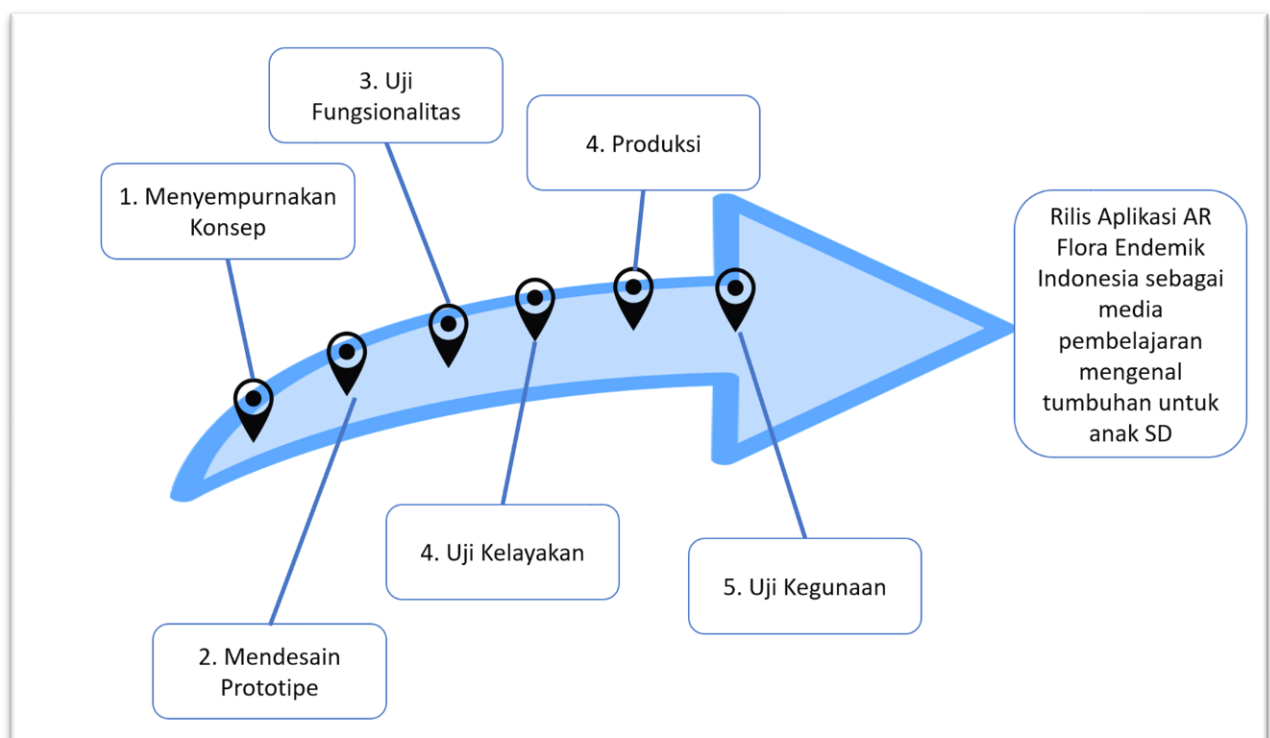 1. Menyempurnakan
Konsep
2. Mendesain
Prototipe
3. Uji
Fungsionalitas
4. Uji Kelayakan
4. Produksi
5. Uji Kegunaan
Rilis Aplikasi AR
Flora Endemik
Indonesia sebagai
media
pembelajaran
mengenal
tumbuhan untuk
anak SD